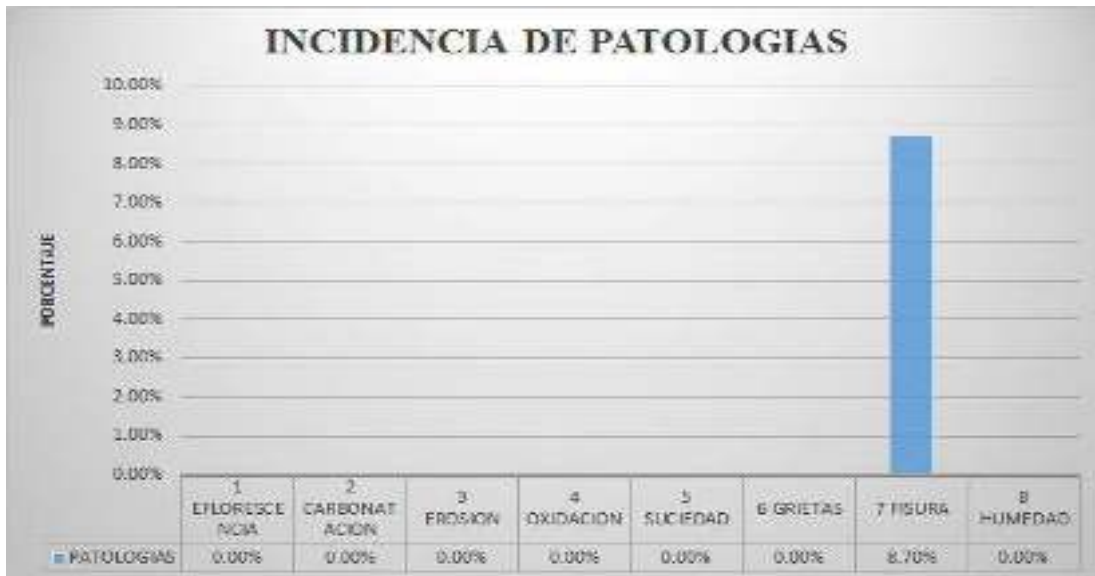 INCIDENCIA DE PATOLOGIAS
10.00%
9.00%
8.00%
7.00%
6.00%
5.00%
4.00%
3.00%
2.00%
1.00%
0.00%
PORCENTAJE
1 EFLORESCE NCIA
2 CARBONAT ACION
3 EROSION
4 OXIDACION
5 SUCIEDAD
6 GRIETAS
7 FISURA
8 HUMEDAD
PATOLOGIAS 0.00% 0.00% 0.00% 0.00% 0.00% 0.00% 8.70% 0.00%